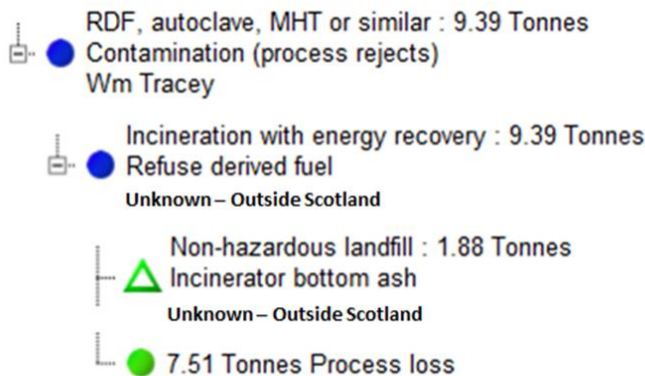 RDF, autoclave, MHT or similar : 9.39 Tonnes
Contamination (process rejects)
Wm Tracey
Incineration with energy recovery : 9.39 Tonnes
Refuse derived fuel
Unknown – Outside Scotland
Non-hazardous landfill : 1.88 Tonnes
Incinerator bottom ash
Unknown – Outside Scotland
7.51 Tonnes Process loss